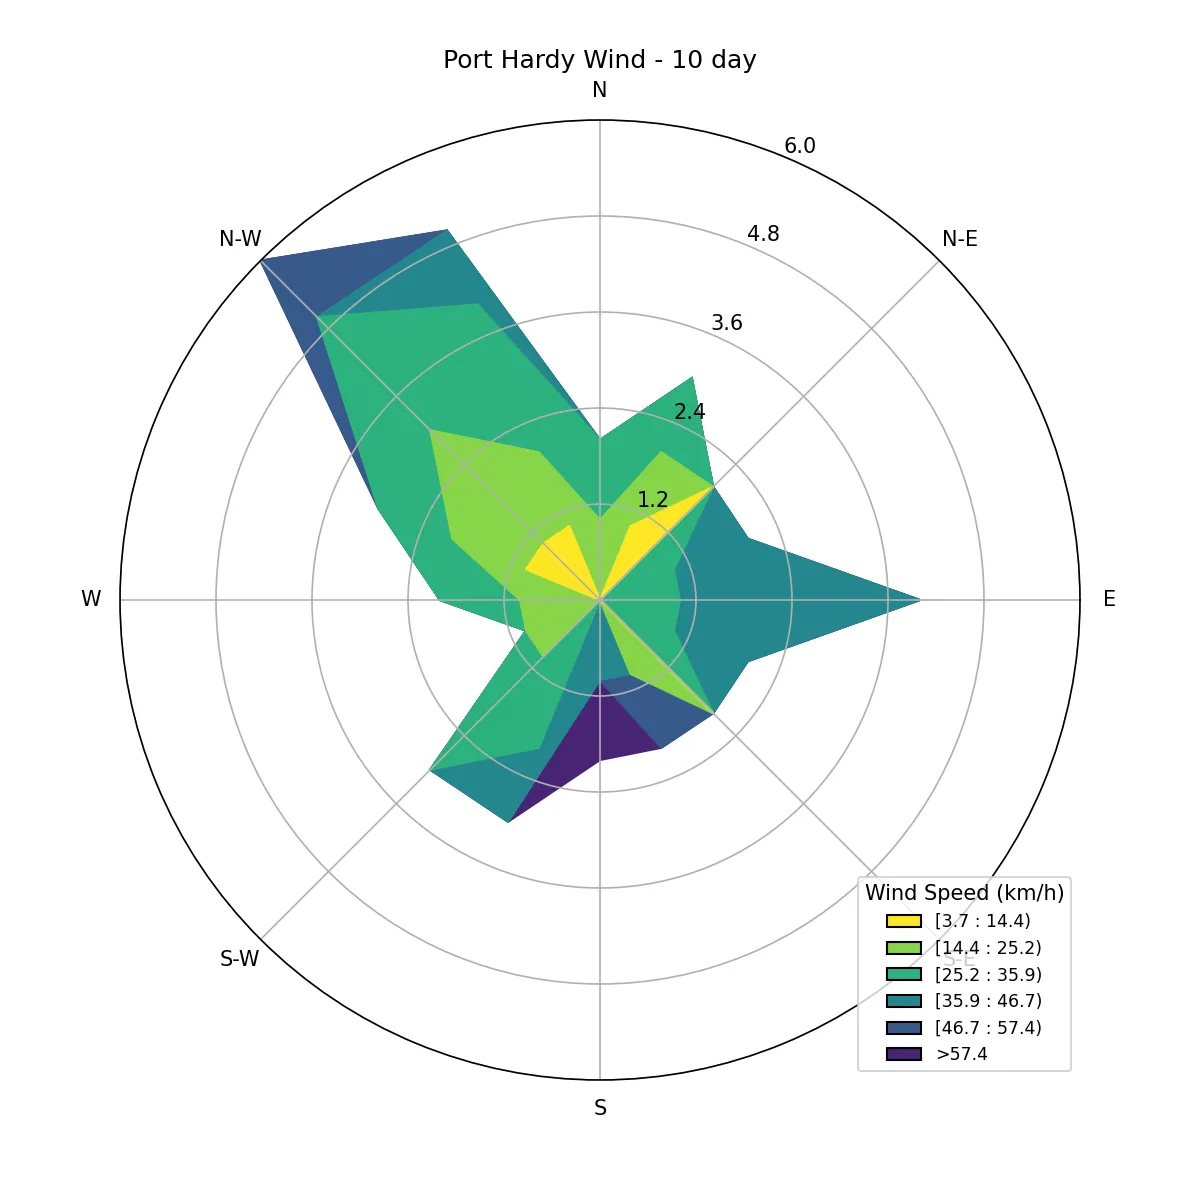 Port Hardy Wind - 10 day
N
6.0
N-W
4.8
N-E
3.6
2.4
1.2
W
E
Wind Speed (km/h)
[3.7 : 14.4)
[14.4 : 25.2)
S-W
S-E
[25.2 : 35.9)
[35.9 : 46.7)
[46.7 : 57.4)
>57.4
S